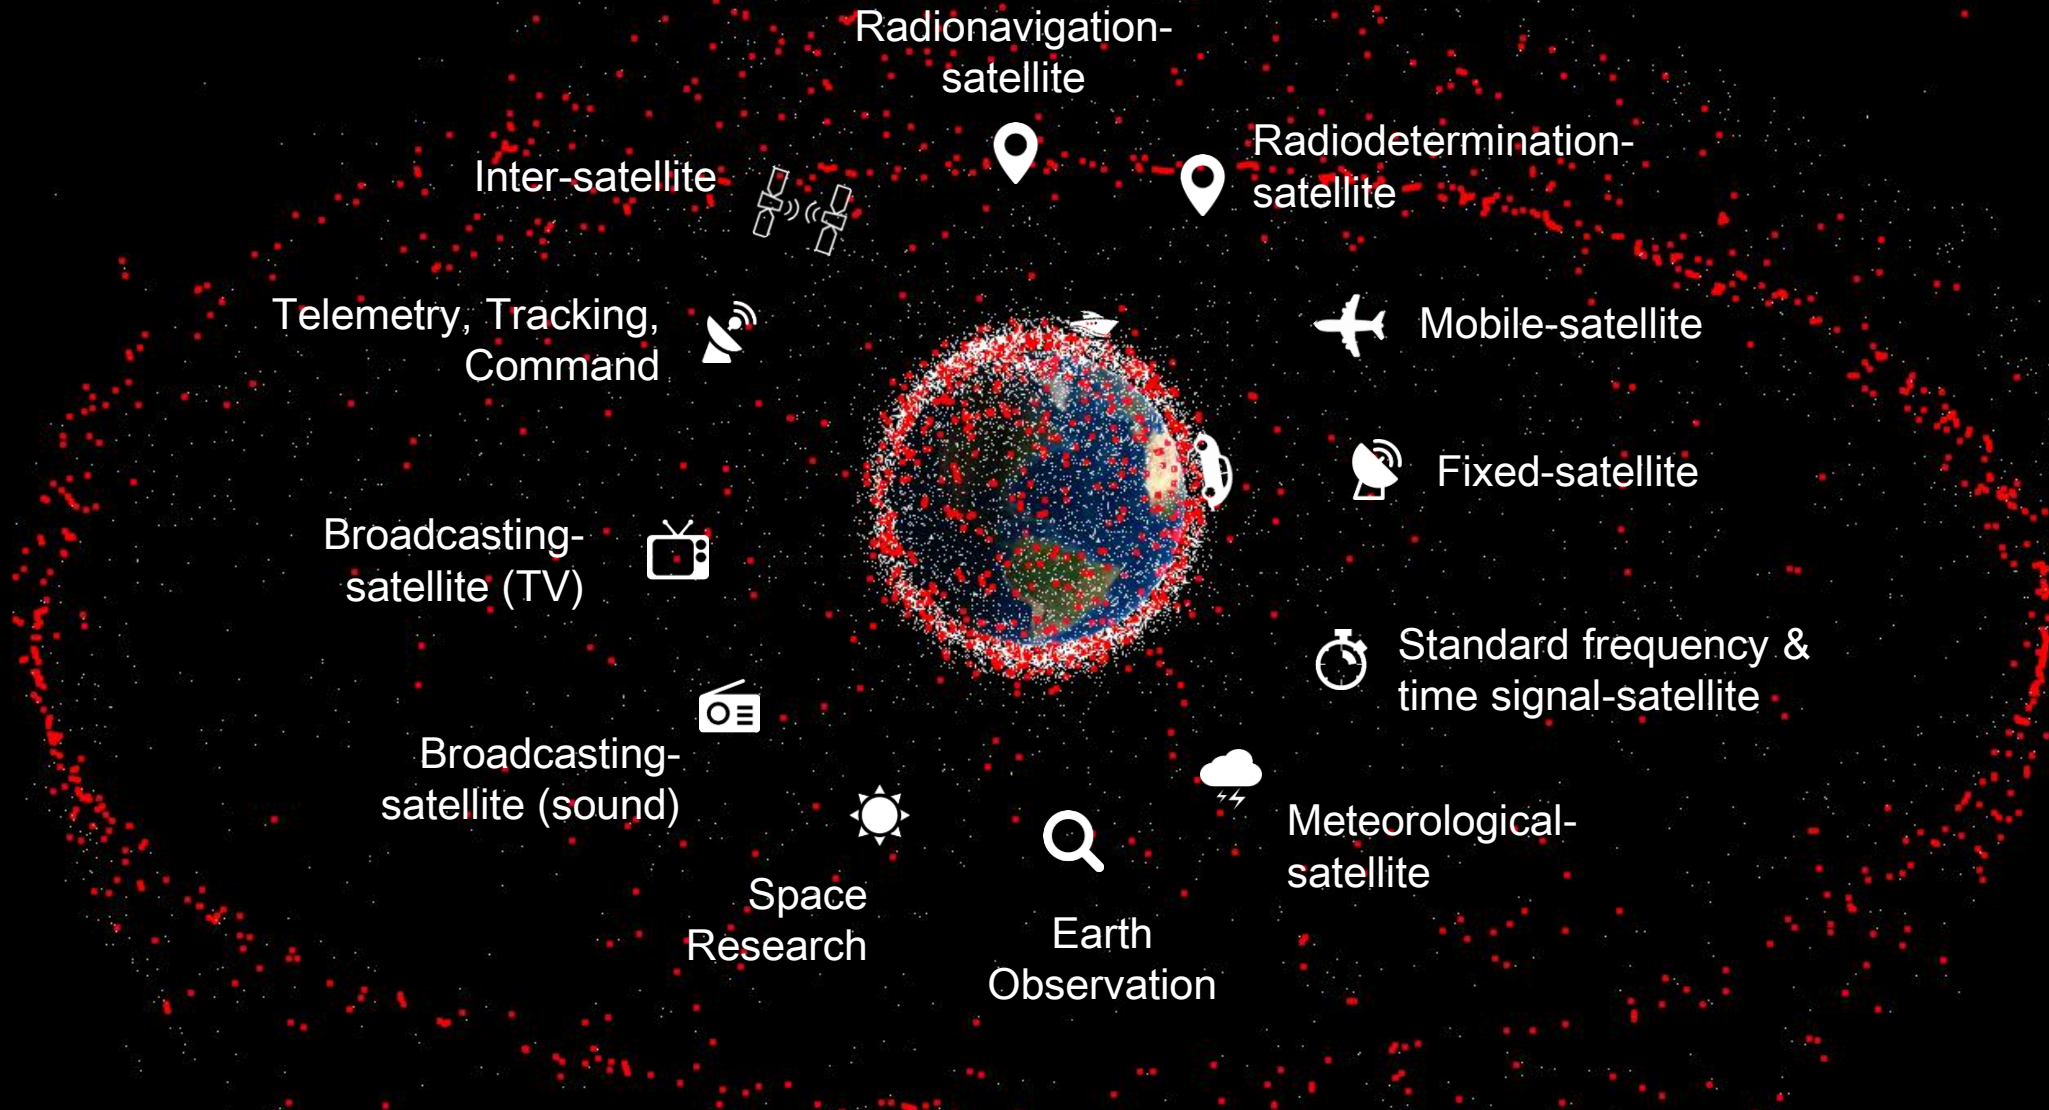 Radionavigation-
satellite
Radiodetermination-
satellite
Inter-satellite
Telemetry, Tracking,
Command
Mobile-satellite
Fixed-satellite
Broadcasting-
satellite (TV)
Standard frequency &
time signal-satellite
Broadcasting-
satellite (sound)
Meteorological-
satellite
Space
Research
Earth
Observation